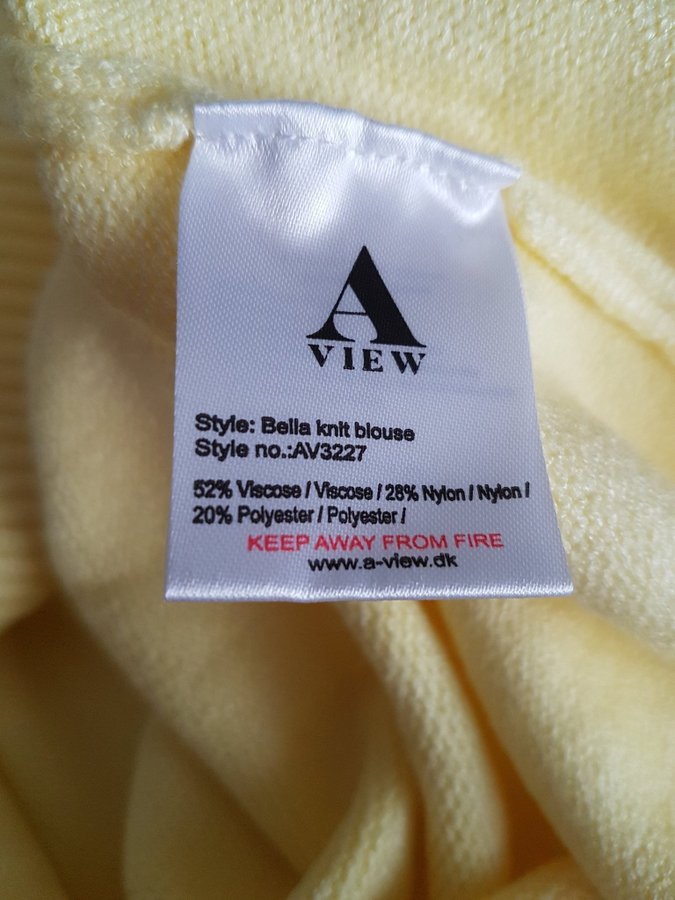 A
VIEW
Style: Bella knit blouse
Style no.:AV3227
52% Viscose / Viscose / 28% Nylon / Nylon /
20% Polyester / Polyester /
KEEP AWAY FROM FIRE
www.a-view.dk